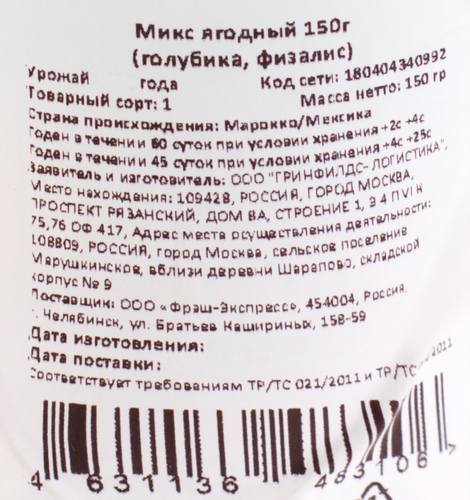 Микс ягодный 150г
(голубика, физалис)
Урожай года Код сети: 180404340992
Товарный сорт: 1 Масса нетто: 150 гр
Страна происхождения: Марокко/Мексика
Годен в течении 60 суток при условии хранения +2с +4с
Годен в течении 45 суток при условии хранения +4с +25с
Заявитель и изготовитель: ООО "ГРИНФИЛДС-ЛОГИСТИКА",
Место нахождения: 109428, РОССИЯ, ГОРОД МОСКВА,
ПРОСПЕКТ РЯЗАНСКИЙ, ДОМ 8А, СТРОЕНИЕ 1, Э 4 ПVI К
75,76 ОФ 417, Адрес места осуществления деятельности:
108809, РОССИЯ, город Москва, сельское поселение
Марушкинское, вблизи деревни Шарапово, складской
корпус № 9
Поставщик: ООО «Фрэш-Экспресс», 454004, Россия,
г. Челябинск, ул. Братьев Кашириных, 158-59
Дата изготовления:
Дата поставки:
Соответствует требованиям ТР/ТС 021/2011 и ТР/ТС /2011
4 631136 483106